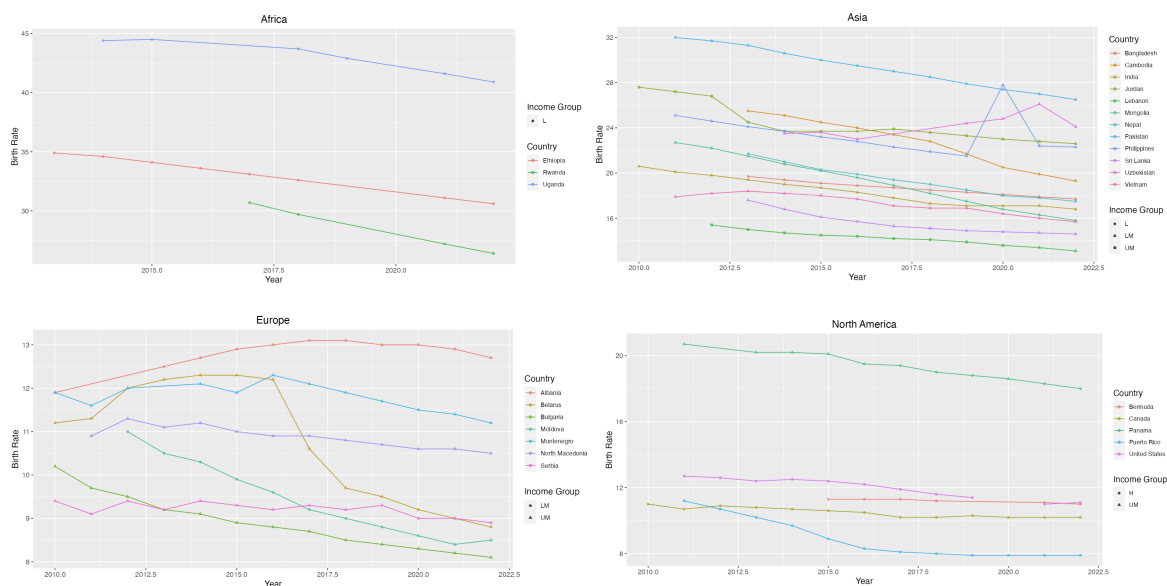 Africa
45
40
35
30
2015.0
2017.5
2020.0
Year
Birth Rate
Income Group
L
Country
Ethiopia
Rwanda
Uganda
Asia
32
28
24
20
16
2010.0
2012.5
2015.0
2017.5
2020.0
2022.5
Year
Birth Rate
Country
Bangladesh
Cambodia
India
Jordan
Lebanon
Mongolia
Nepal
Pakistan
Philippines
Sri Lanka
Uzbekistan
Vietnam
Income Group
L
LM
UM
Europe
13
12
11
10
9
8
2010.0
2012.5
2015.0
2017.5
2020.0
2022.5
Year
Birth Rate
Country
Albania
Belarus
Bulgaria
Moldova
Montenegro
North Macedonia
Serbia
Income Group
LM
UM
North America
20
16
12
8
2010.0
2012.5
2015.0
2017.5
2020.0
2022.5
Year
Birth Rate
Country
Bermuda
Canada
Panama
Puerto Rico
United States
Income Group
H
UM